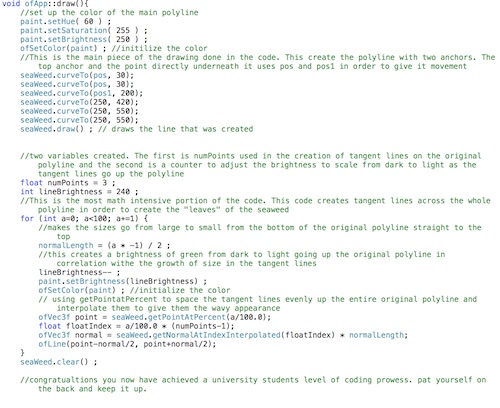 void ofApp::draw(){
//set up the color of the main polyline
paint.setHue( 60 ) ;
paint.setSaturation( 255 ) ;
paint.setBrightness( 250 ) ;
ofSetColor(paint) ; //initilize the color
//This is the main piece of the drawing done in the code. This create the polyline with two anchors. The
top anchor and the point directly underneath it uses pos and pos1 in order to give it movement
seaWeed.curveTo(pos, 30);
seaWeed.curveTo(pos, 30);
seaWeed.curveTo(pos1, 200);
seaWeed.curveTo(250, 420);
seaWeed.curveTo(250, 550);
seaWeed.curveTo(250, 550);
seaWeed.draw() ; // draws the line that was created
//two variables created. The first is numPoints used in the creation of tangent lines on the original
polyline and the second is a counter to adjust the brightness to scale from dark to light as the
tangent lines go up the polyline
float numPoints = 3 ;
int lineBrightness = 240 ;
//This is the most math intensive portion of the code. This code creates tangent lines across the whole
polyline in order to create the "leaves" of the seaweed
for (int a=0; a<100; a+=1) {
//makes the sizes go from large to small from the bottom of the original polyline straight to the
top
normalLength = (a * -1) / 2 ;
//this creates a brightness of green from dark to light going up the original polyline in
correlation withe the growth of size in the tangent lines
lineBrightness-- ;
paint.setBrightness(lineBrightness) ;
ofSetColor(paint) ; //initialize the color
// using getPointatPercent to space the tangent lines evenly up the entire original polyline and
interpolate them to give them the wavy appearance
ofVec3f point = seaWeed.getPointAtPercent(a/100.0);
float floatIndex = a/100.0 * (numPoints-1);
ofVec3f normal = seaWeed.getNormalAtIndexInterpolated(floatIndex) * normalLength;
ofLine(point-normal/2, point+normal/2);
}
seaWeed.clear() ;
//congratualtions you now have achieved a university students level of coding prowess. pat yourself on
the back and keep it up.